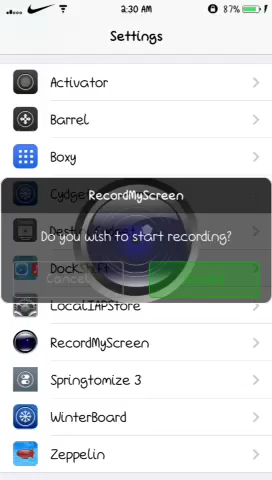 2:30 AM
87%
Settings
Activator
Barrel
Boxy
RecordMyScreen
Do you wish to start recording?
DockShift
Cancel
LocalIAPStore
RecordMyScreen
Springtomize 3
WinterBoard
Zeppelin